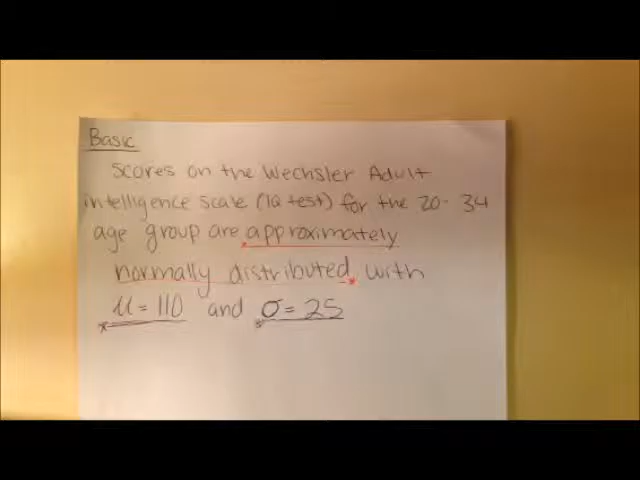 Basic
Scores on the Wechsler Adult
intelligence scale (IQ test) for the 20-34
age group are approximately
normally distributed with
μ = 110 and σ = 25